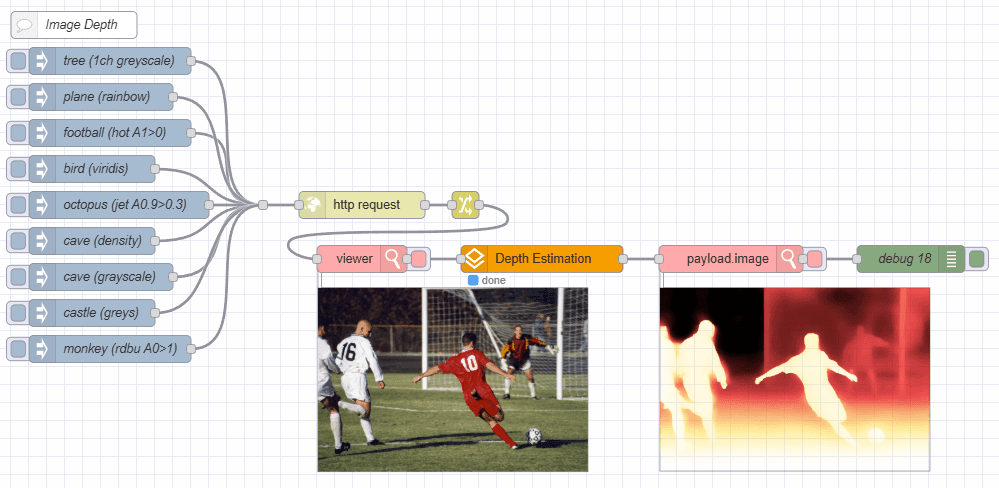 Image Depth
tree (1ch greyscale)
plane (rainbow)
football (hot A1>0)
bird (viridis)
octopus (jet A0.9>0.3)
cave (density)
cave (grayscale)
castle (greys)
monkey (rdbu A0>1)
http request
viewer
Depth Estimation
payload.image
debug 18
done
16
10